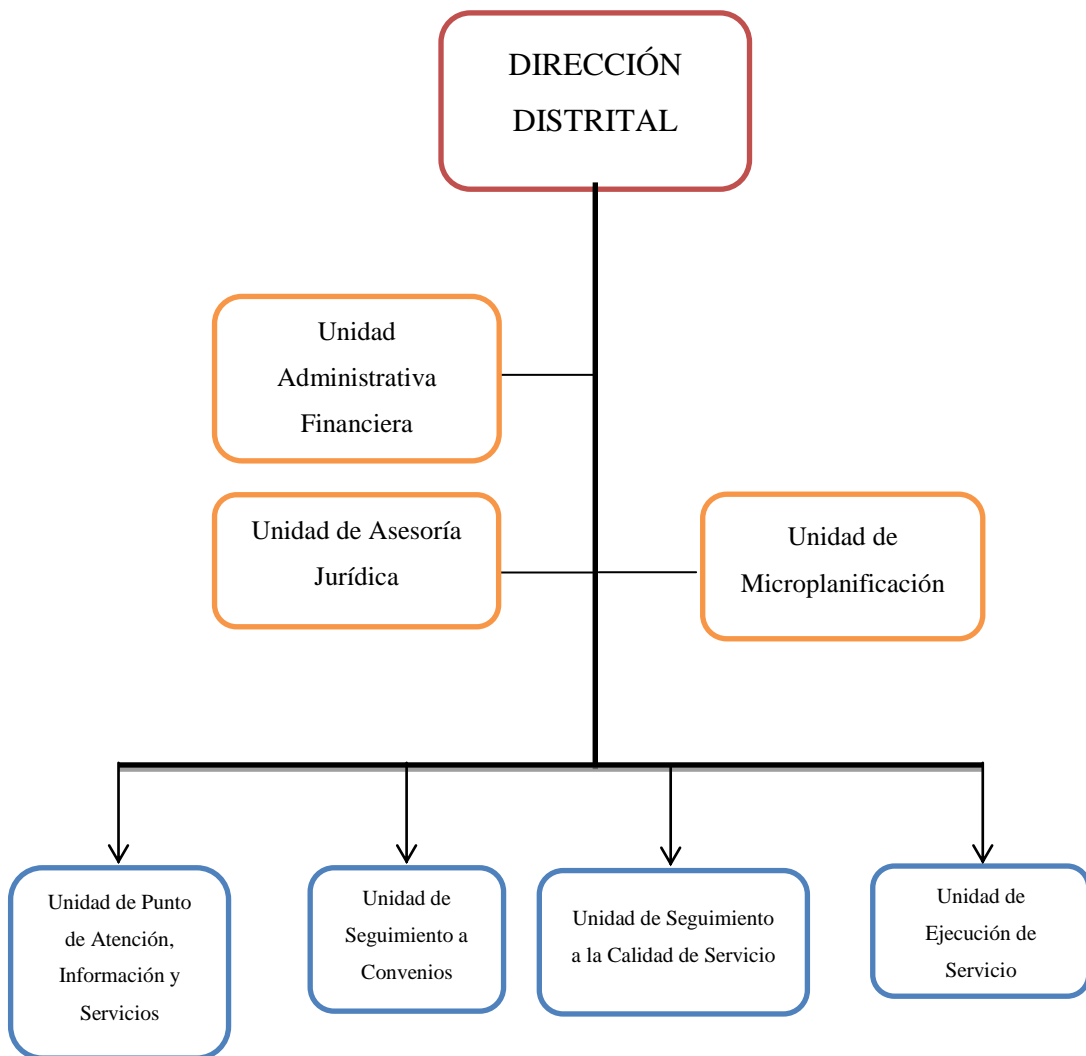 DIRECCIÓN
DISTRITAL
Unidad
Administrativa
Financiera
Unidad de Asesoría
Jurídica
Unidad de
Microplanificación
Unidad de Punto
de Atención,
Información y
Servicios
Unidad de
Seguimiento a
Convenios
Unidad de Seguimiento
a la Calidad de Servicio
Unidad de
Ejecución de
Servicio